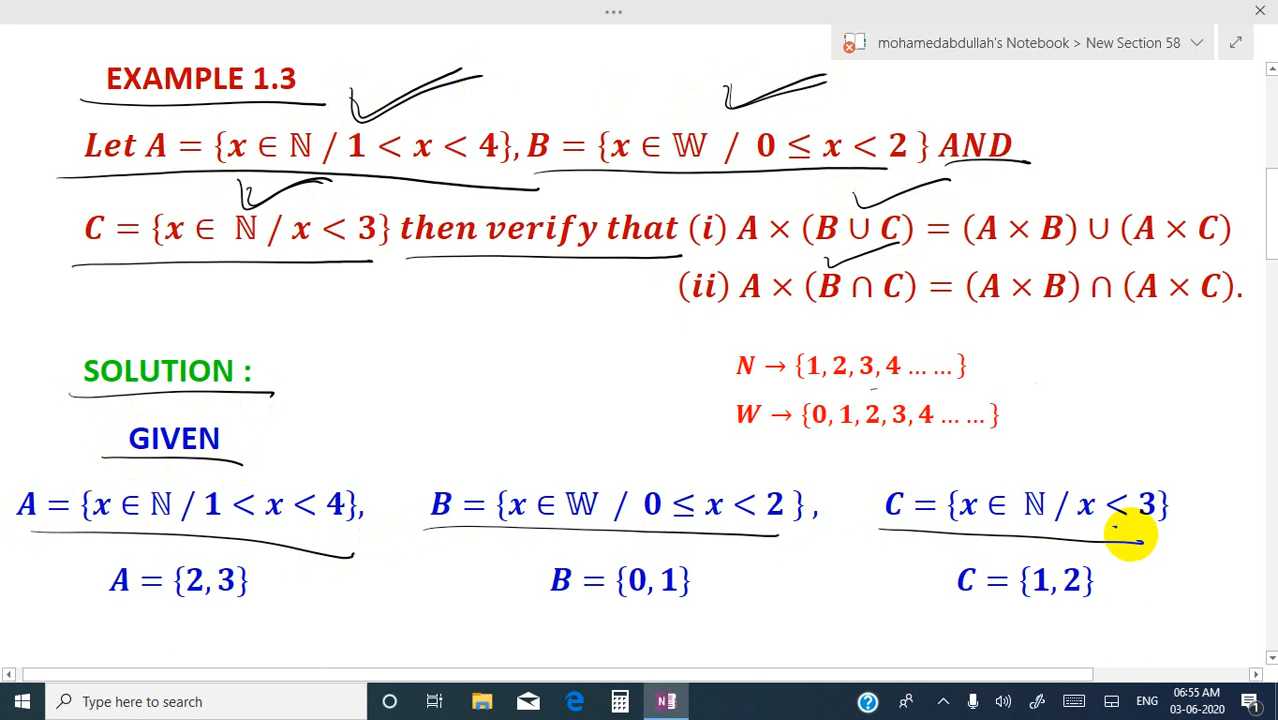 mohamedabdullah's Notebook > New Section 58
EXAMPLE 1.3
Let A = {x ∈ ℕ / 1 < x < 4}, B = {x ∈ 𝕎 / 0 ≤ x < 2 } AND
C = {x ∈ ℕ / x < 3} then verify that (i) A × (B ∪ C) = (A × B) ∪ (A × C)
(ii) A × (B ∩ C) = (A × B) ∩ (A × C).
SOLUTION :
N → {1, 2, 3, 4 ... ...}
W → {0, 1, 2, 3, 4 ... ...}
GIVEN
A = {x ∈ ℕ / 1 < x < 4}, B = {x ∈ 𝕎 / 0 ≤ x < 2 } , C = {x ∈ ℕ / x < 3}
A = {2, 3} B = {0, 1} C = {1, 2}
Type here to search
ENG
06:55 AM
03-06-2020
1